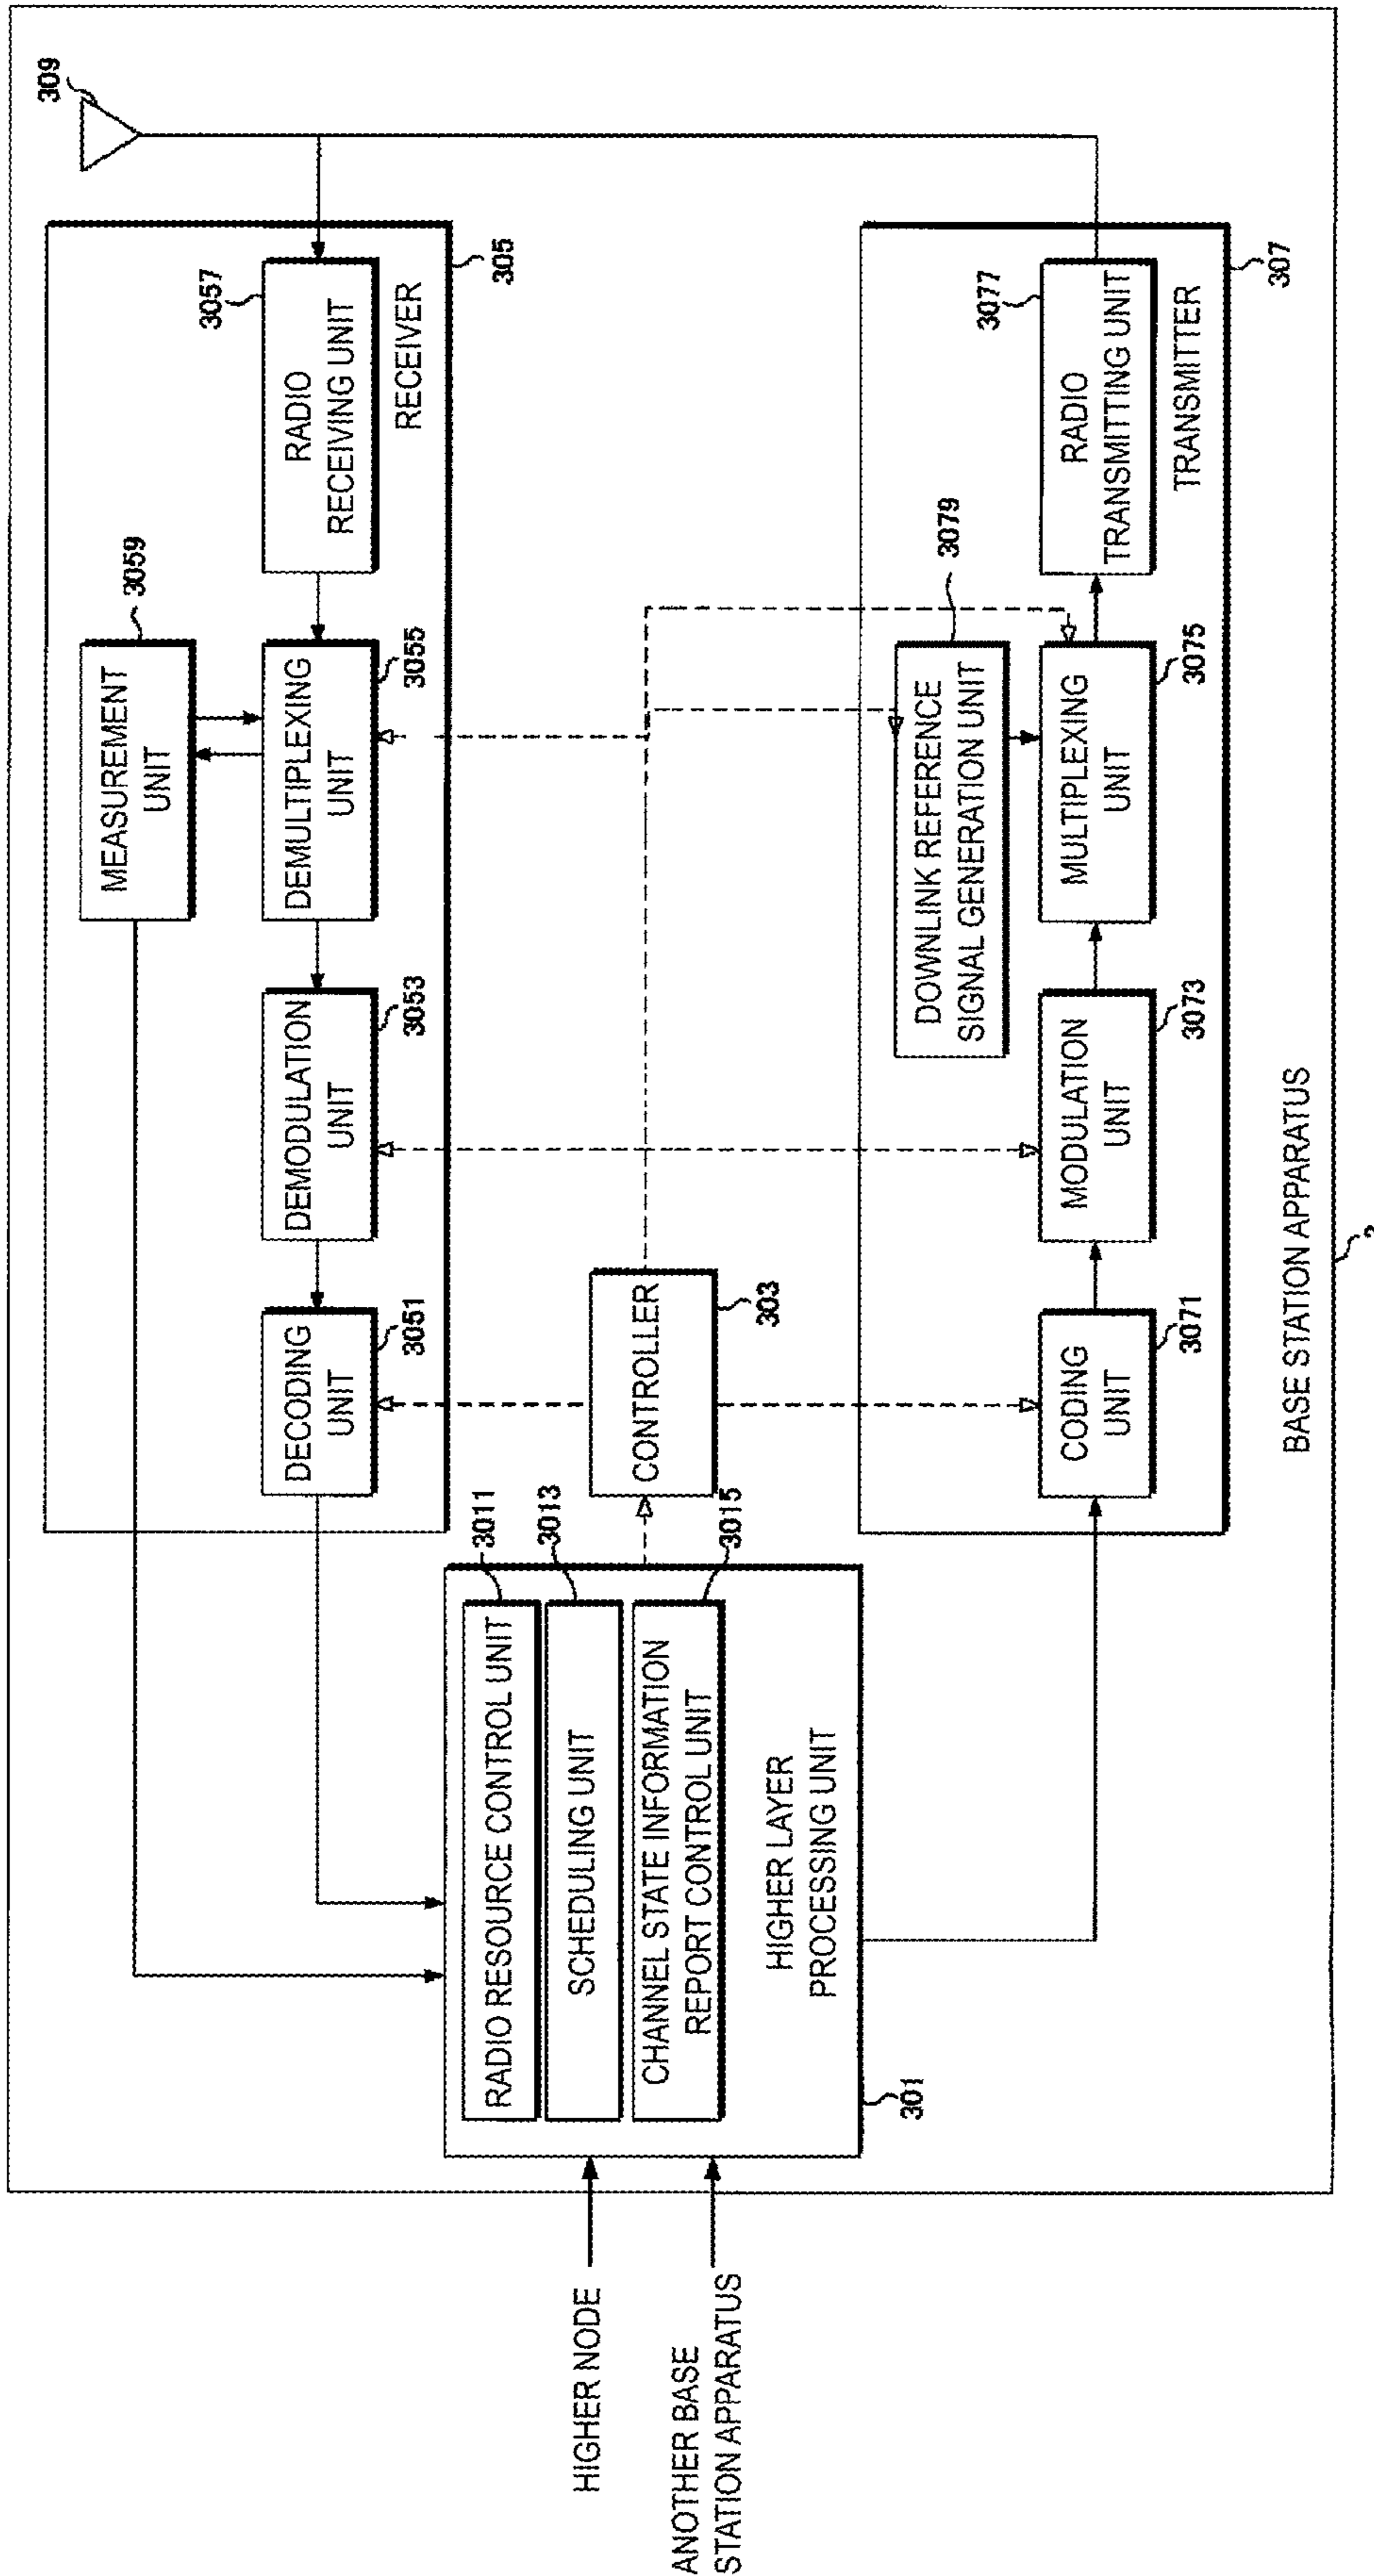 309
3057
RADIO
RECEIVING UNIT
RECEIVER
305
3059
MEASUREMENT
UNIT
DEMULTIPLEXING
UNIT
3055
DEMODULATION
UNIT
3053
DECODING
UNIT
3051
CONTROLLER
303
3011
3013
3015
RADIO RESOURCE CONTROL UNIT
SCHEDULING UNIT
CHANNEL STATE INFORMATION
REPORT CONTROL UNIT
HIGHER LAYER
PROCESSING UNIT
301
HIGHER NODE
ANOTHER BASE
STATION APPARATUS
3079
DOWNLINK REFERENCE
SIGNAL GENERATION UNIT
CODING
UNIT
3071
MODULATION
UNIT
3073
MULTIPLEXING
UNIT
3075
3077
RADIO
TRANSMITTING UNIT
TRANSMITTER
307
BASE STATION APPARATUS